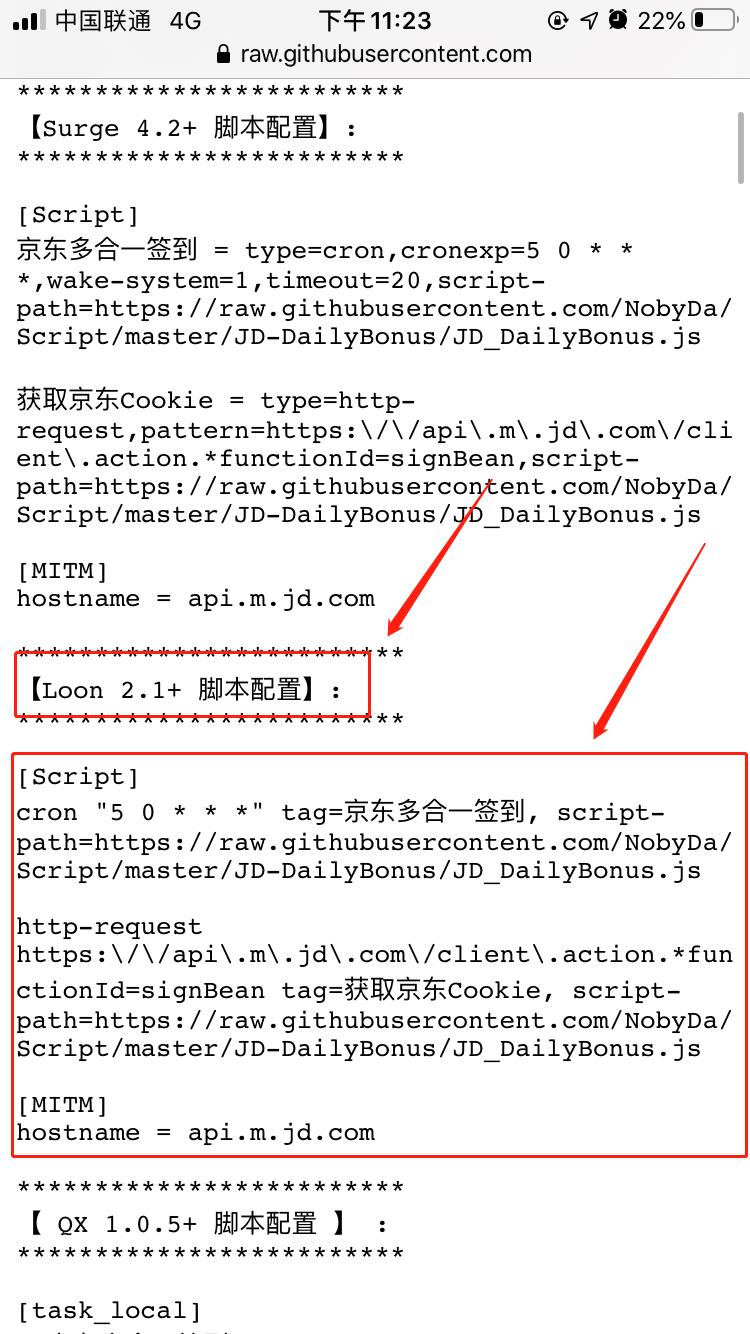 中国联通 4G 下午11:23 22%
raw.githubusercontent.com
*************************
【Surge 4.2+ 脚本配置】:
*************************
[Script]
京东多合一签到 = type=cron,cronexp=5 0 * *
*,wake-system=1,timeout=20,script-
path=https://raw.githubusercontent.com/NobyDa/
Script/master/JD-DailyBonus/JD_DailyBonus.js
获取京东Cookie = type=http-
request,pattern=https:\/\/api\.m\.jd\.com\/cli
ent\.action.*functionId=signBean,script-
path=https://raw.githubusercontent.com/NobyDa/
Script/master/JD-DailyBonus/JD_DailyBonus.js
[MITM]
hostname = api.m.jd.com
*************************
【Loon 2.1+ 脚本配置】:
*************************
[Script]
cron "5 0 * * *" tag=京东多合一签到, script-
path=https://raw.githubusercontent.com/NobyDa/
Script/master/JD-DailyBonus/JD_DailyBonus.js
http-request
https:\/\/api\.m\.jd\.com\/client\.action.*fun
ctionId=signBean tag=获取京东Cookie, script-
path=https://raw.githubusercontent.com/NobyDa/
Script/master/JD-DailyBonus/JD_DailyBonus.js
[MITM]
hostname = api.m.jd.com
*************************
【 QX 1.0.5+ 脚本配置 】 :
*************************
[task_local]